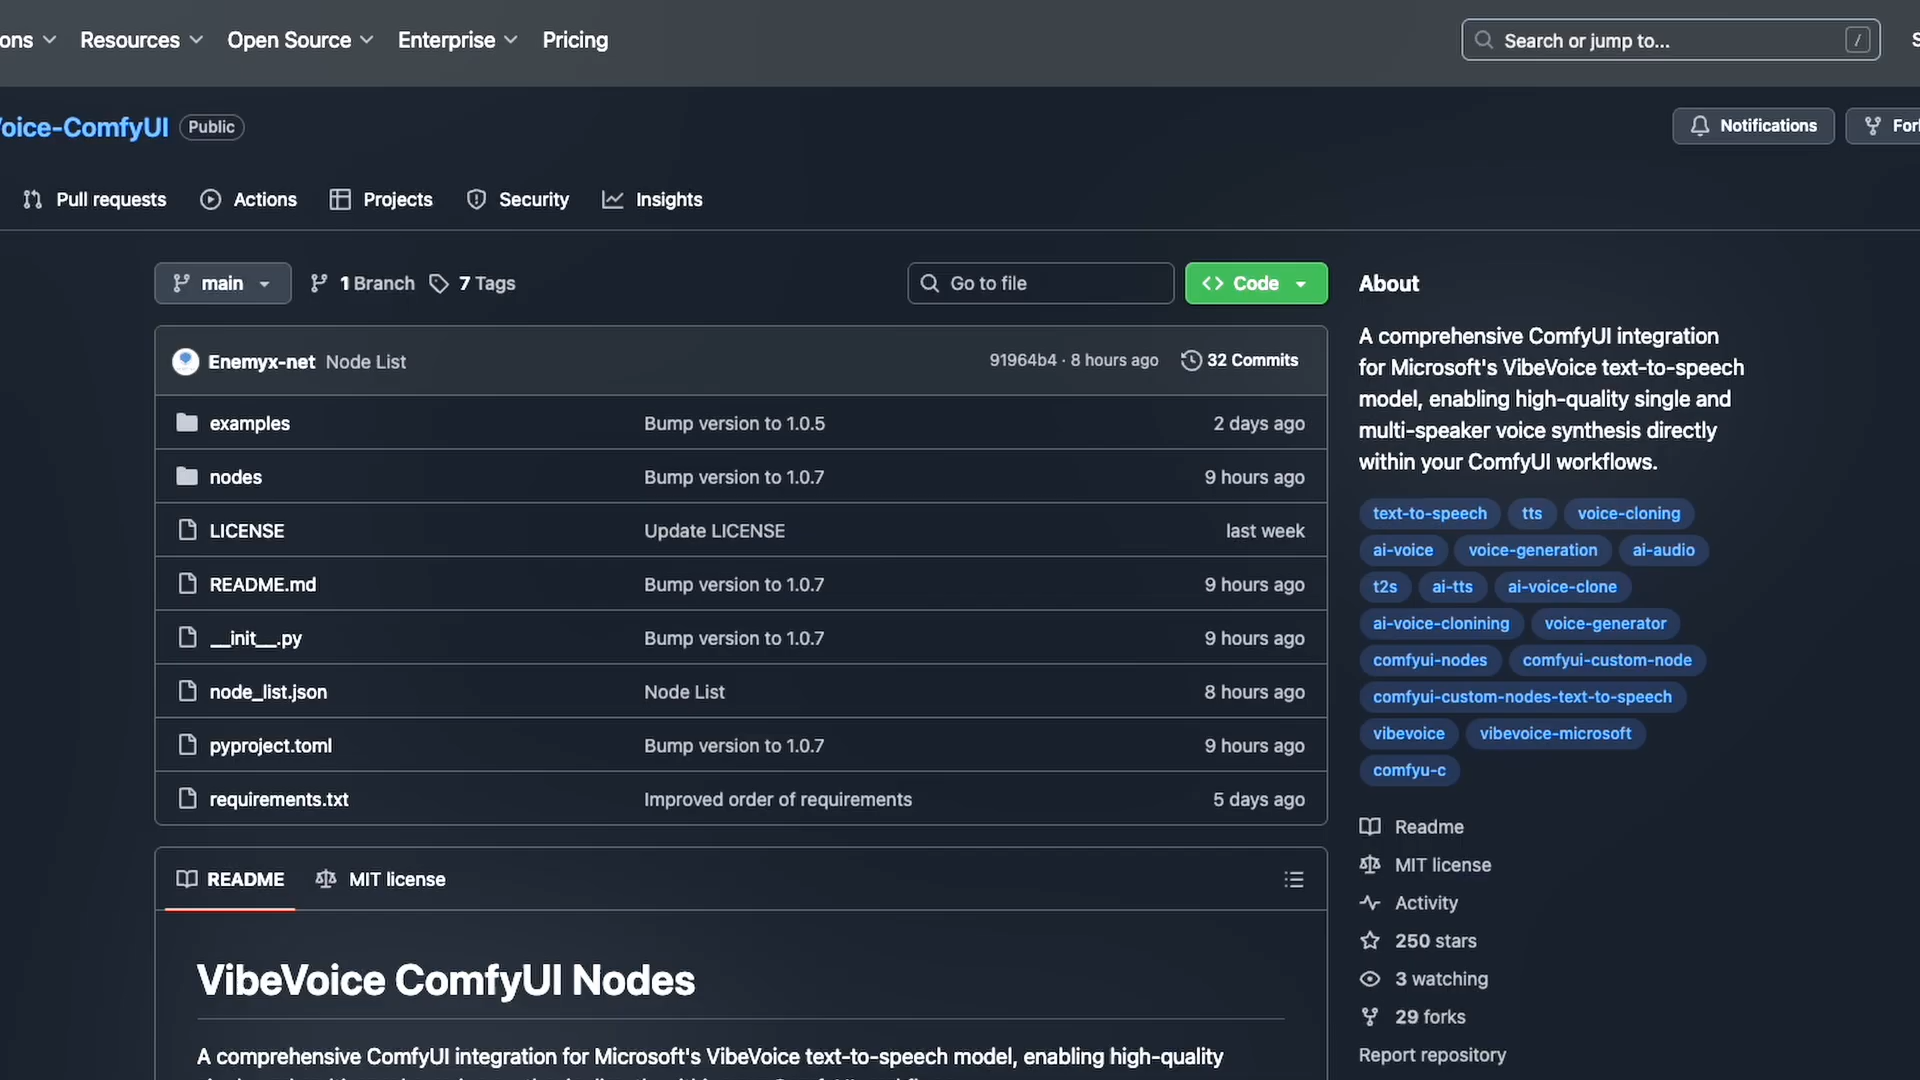 ons Resources Open Source Enterprise Pricing Search or jump to... /
Voice-ComfyUI Public Notifications
Pull requests Actions Projects Security Insights
main 1 Branch 7 Tags Go to file Code
Enemyx-net Node List 91964b4 · 8 hours ago 32 Commits
examples Bump version to 1.0.5 2 days ago
nodes Bump version to 1.0.7 9 hours ago
LICENSE Update LICENSE last week
README.md Bump version to 1.0.7 9 hours ago
__init__.py Bump version to 1.0.7 9 hours ago
node_list.json Node List 8 hours ago
pyproject.toml Bump version to 1.0.7 9 hours ago
requirements.txt Improved order of requirements 5 days ago
README MIT license
VibeVoice ComfyUI Nodes
A comprehensive ComfyUI integration for Microsoft's VibeVoice text-to-speech model, enabling high-quality
About
A comprehensive ComfyUI integration
for Microsoft's VibeVoice text-to-speech
model, enabling high-quality single and
multi-speaker voice synthesis directly
within your ComfyUI workflows.
text-to-speech tts voice-cloning
ai-voice voice-generation ai-audio
t2s ai-tts ai-voice-clone
ai-voice-clonining voice-generator
comfyui-nodes comfyui-custom-node
comfyui-custom-nodes-text-to-speech
vibevoice vibevoice-microsoft
comfyu-c
Readme
MIT license
Activity
250 stars
3 watching
29 forks
Report repository